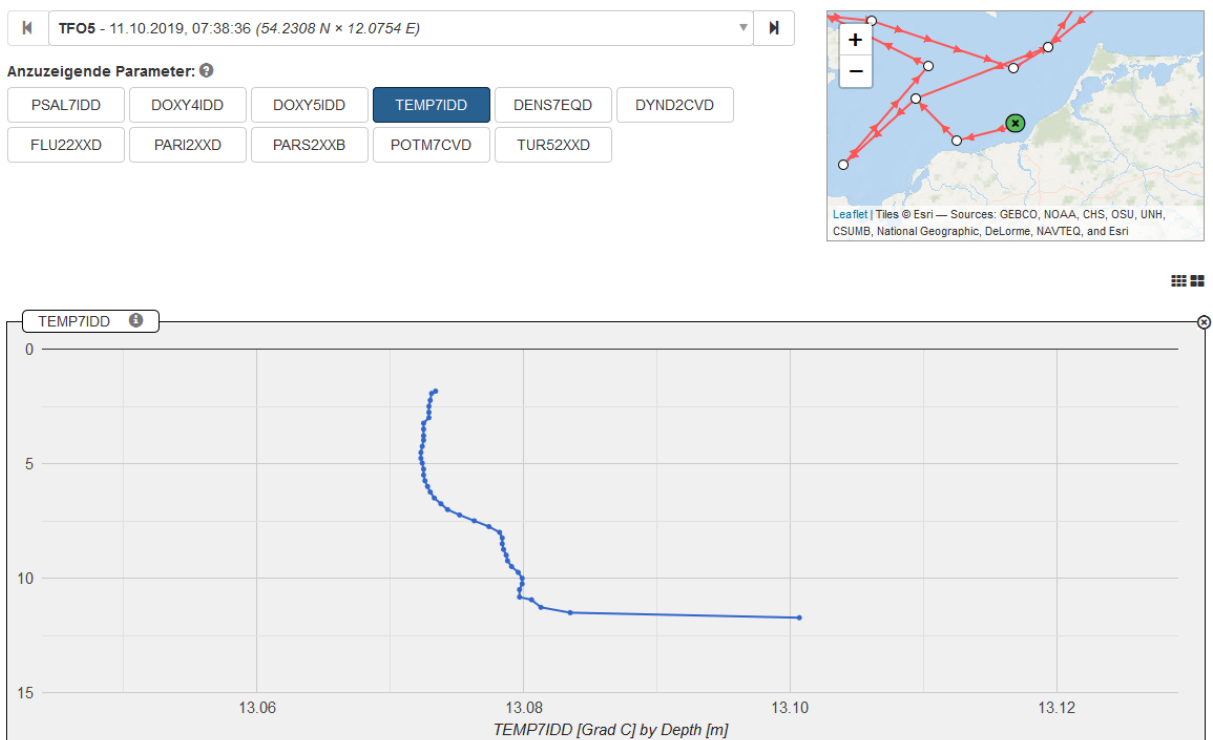 TFO5 - 11.10.2019, 07:38:36 (54.2308 N × 12.0754 E)
Anzuzeigende Parameter:
PSAL7IDD DOXY4IDD DOXY5IDD TEMP7IDD DENS7EQD DYND2CVD
FLU22XXD PARI2XXD PARS2XXB POTM7CVD TUR52XXD
+
−
Leaflet | Tiles © Esri — Sources: GEBCO, NOAA, CHS, OSU, UNH,
CSUMB, National Geographic, DeLorme, NAVTEQ, and Esri
TEMP7IDD
0
5
10
15
13.06 13.08 13.10 13.12
TEMP7IDD [Grad C] by Depth [m]